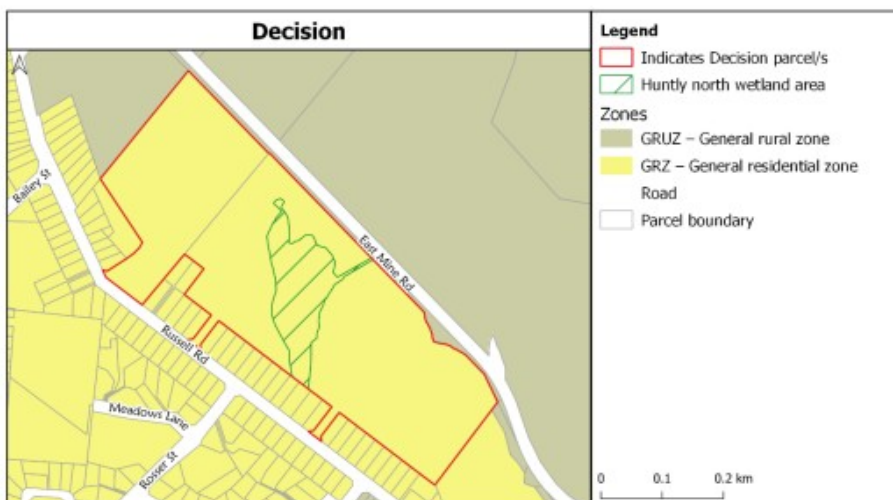 Decision
Bailey St
East Mine Rd
Russell Rd
Meadows Lane
Rosser St
Legend
Indicates Decision parcel/s
Huntly north wetland area
Zones
GRUZ – General rural zone
GRZ – General residential zone
Road
Parcel boundary
0 0.1 0.2 km